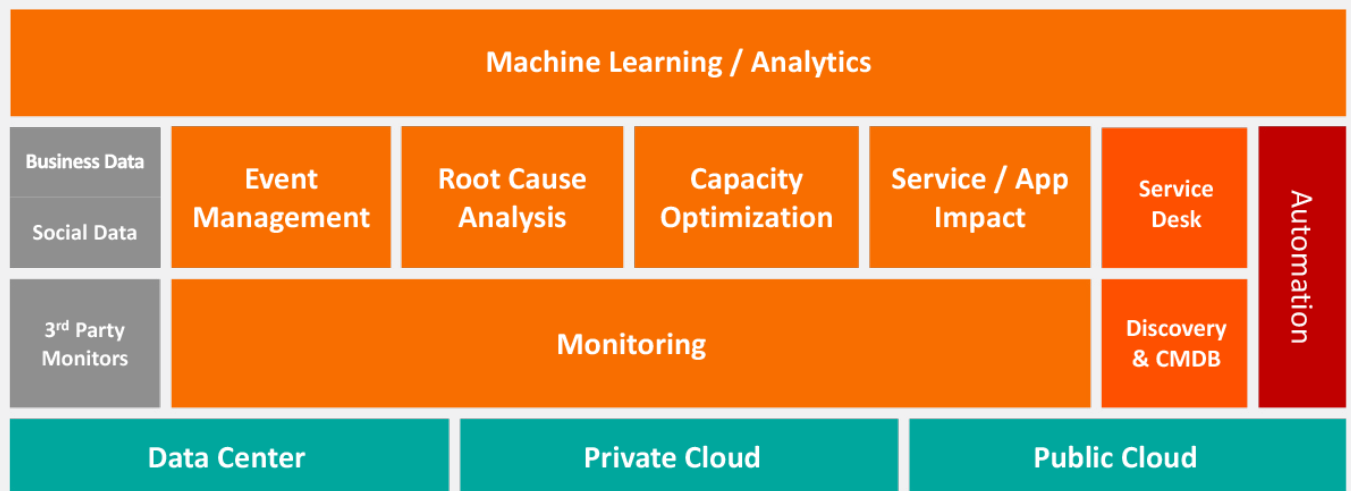 Machine Learning / Analytics
Business Data
Social Data
Event
Management
Root Cause
Analysis
Capacity
Optimization
Service / App
Impact
Service
Desk
Automation
3rd Party
Monitors
Monitoring
Discovery
& CMDB
Data Center
Private Cloud
Public Cloud